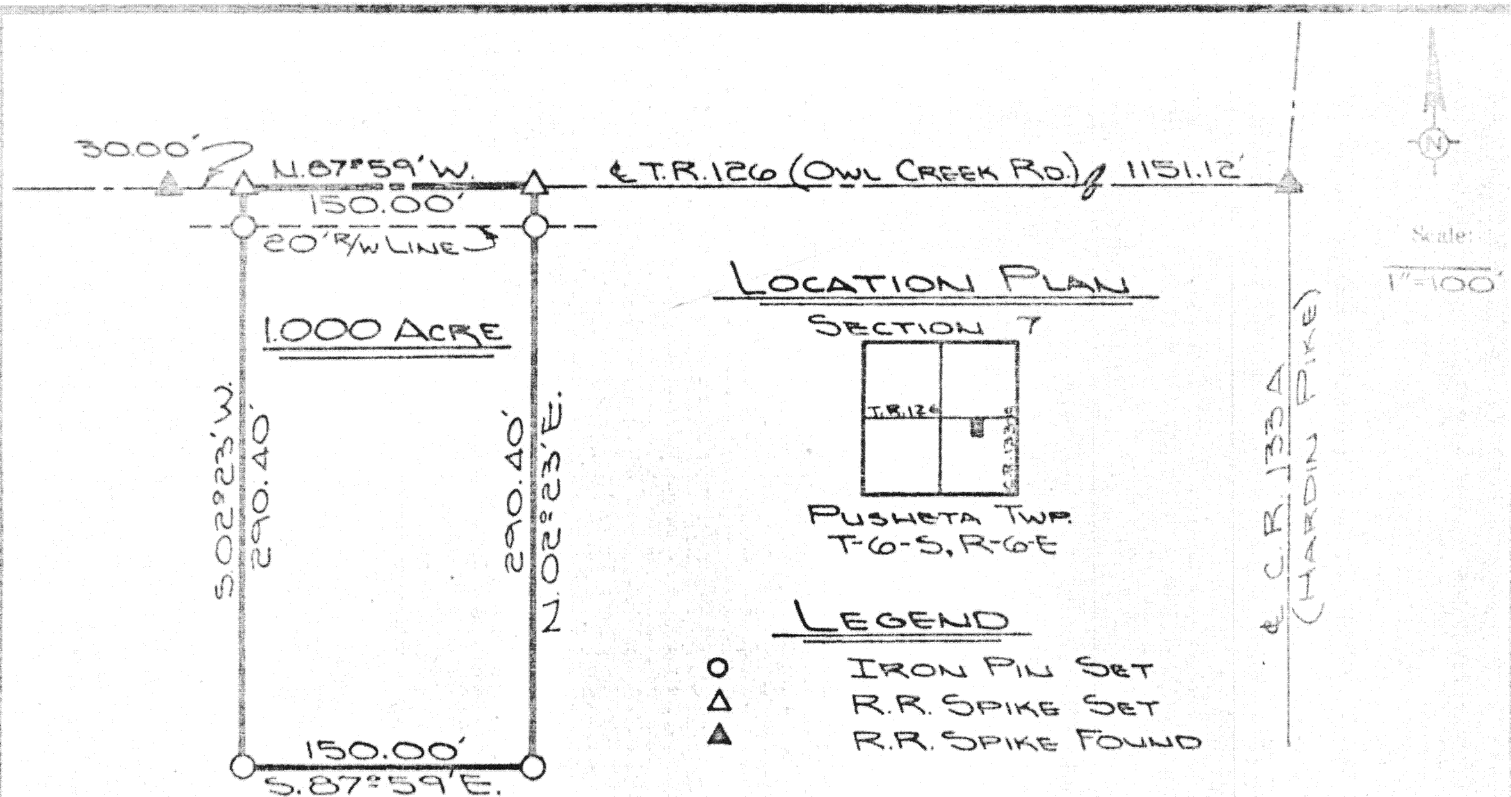 30.00'
N.87°59'W.
℄ T.R.126 (OWL CREEK RD.) 1151.12'
150.00'
20' R/W LINE
N
Scale:
1"=100'
LOCATION PLAN
SECTION 7
1.000 ACRE
T.R.126
C.R.133A
S.02°23'W.
290.40'
290.40'
N.02°23'E.
PUSHETA TWP.
T-6-S, R-6-E
℄ C.R. 133A
(HARDIN PIKE)
LEGEND
IRON PIN SET
R.R. SPIKE SET
R.R. SPIKE FOUND
150.00'
S.87°59'E.